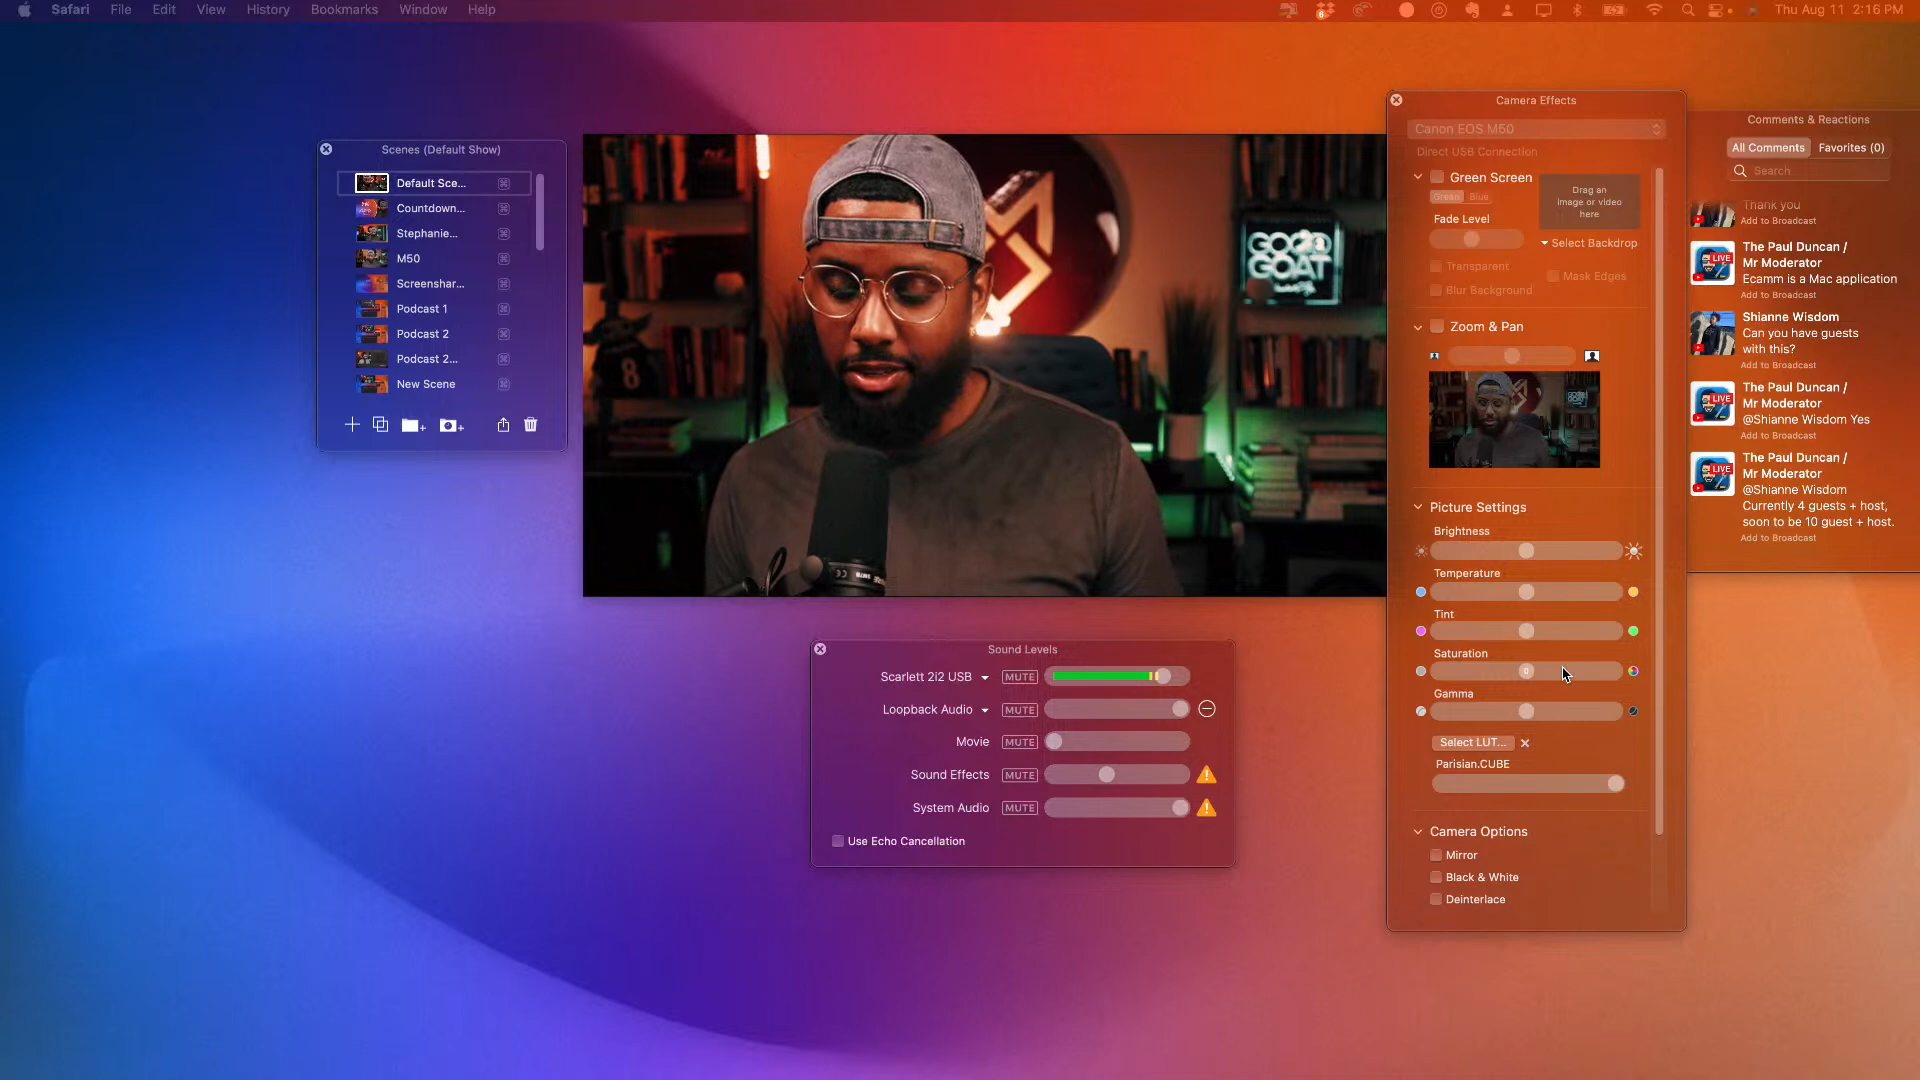 Safari File Edit View History Bookmarks Window Help
6
Thu Aug 11 2:16 PM
Scenes (Default Show)
Default Sce...
Countdown...
Stephanie...
M50
Screenshar...
Podcast 1
Podcast 2
Podcast 2...
New Scene
GOOD
GOAT
8
Sound Levels
Scarlett 2i2 USB MUTE
Loopback Audio MUTE
Movie MUTE
Sound Effects MUTE
System Audio MUTE
Use Echo Cancellation
Camera Effects
Canon EOS M50
Direct USB Connection
Green Screen
Green Blue
Drag an
image or video
here
Fade Level
Select Backdrop
Transparent
Mask Edges
Blur Background
Zoom & Pan
Picture Settings
Brightness
Temperature
Tint
Saturation
0
Gamma
Select LUT...
Parisian.CUBE
Camera Options
Mirror
Black & White
Deinterlace
Comments & Reactions
All Comments Favorites (0)
Search
Thank you
Add to Broadcast
LIVE
The Paul Duncan /
Mr Moderator
Ecamm is a Mac application
Add to Broadcast
Shianne Wisdom
Can you have guests
with this?
Add to Broadcast
LIVE
The Paul Duncan /
Mr Moderator
@Shianne Wisdom Yes
Add to Broadcast
LIVE
The Paul Duncan /
Mr Moderator
@Shianne Wisdom
Currently 4 guests + host,
soon to be 10 guest + host.
Add to Broadcast